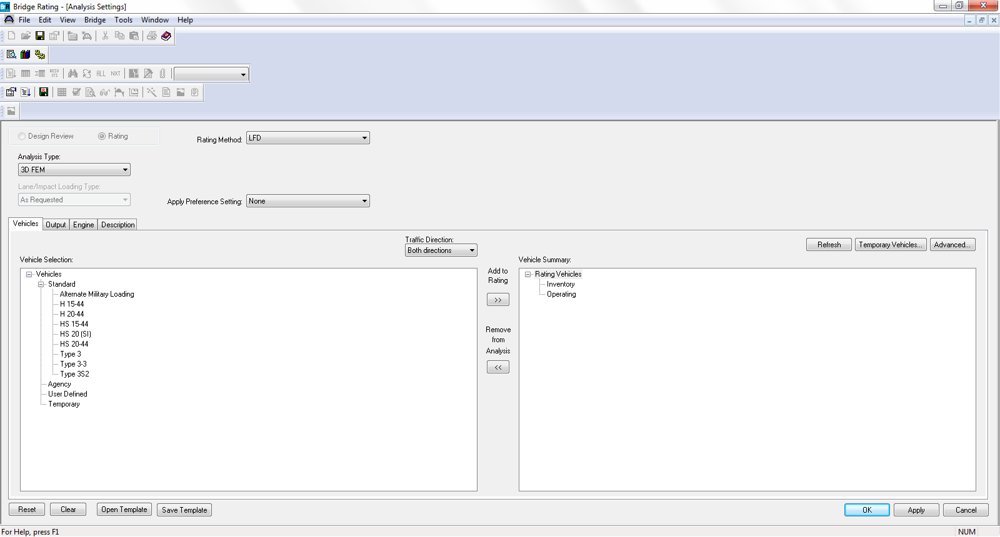 BrR Bridge Rating - [Analysis Settings]
File Edit View Bridge Tools Window Help
RESU LTS ALL NXT
Design Review Rating
Rating Method: LFD
Analysis Type:
3D FEM
Lane/Impact Loading Type:
As Requested
Apply Preference Setting: None
Vehicles Output Engine Description
Traffic Direction:
Both directions
Refresh Temporary Vehicles... Advanced...
Vehicle Selection:
Vehicles
Standard
Alternate Military Loading
H 15-44
H 20-44
HS 15-44
HS 20 (SI)
HS 20-44
Type 3
Type 3-3
Type 3S2
Agency
User Defined
Temporary
Add to
Rating
>>
Remove
from
Analysis
<<
Vehicle Summary:
Rating Vehicles
Inventory
Operating
Reset Clear Open Template Save Template OK Apply Cancel
For Help, press F1 NUM